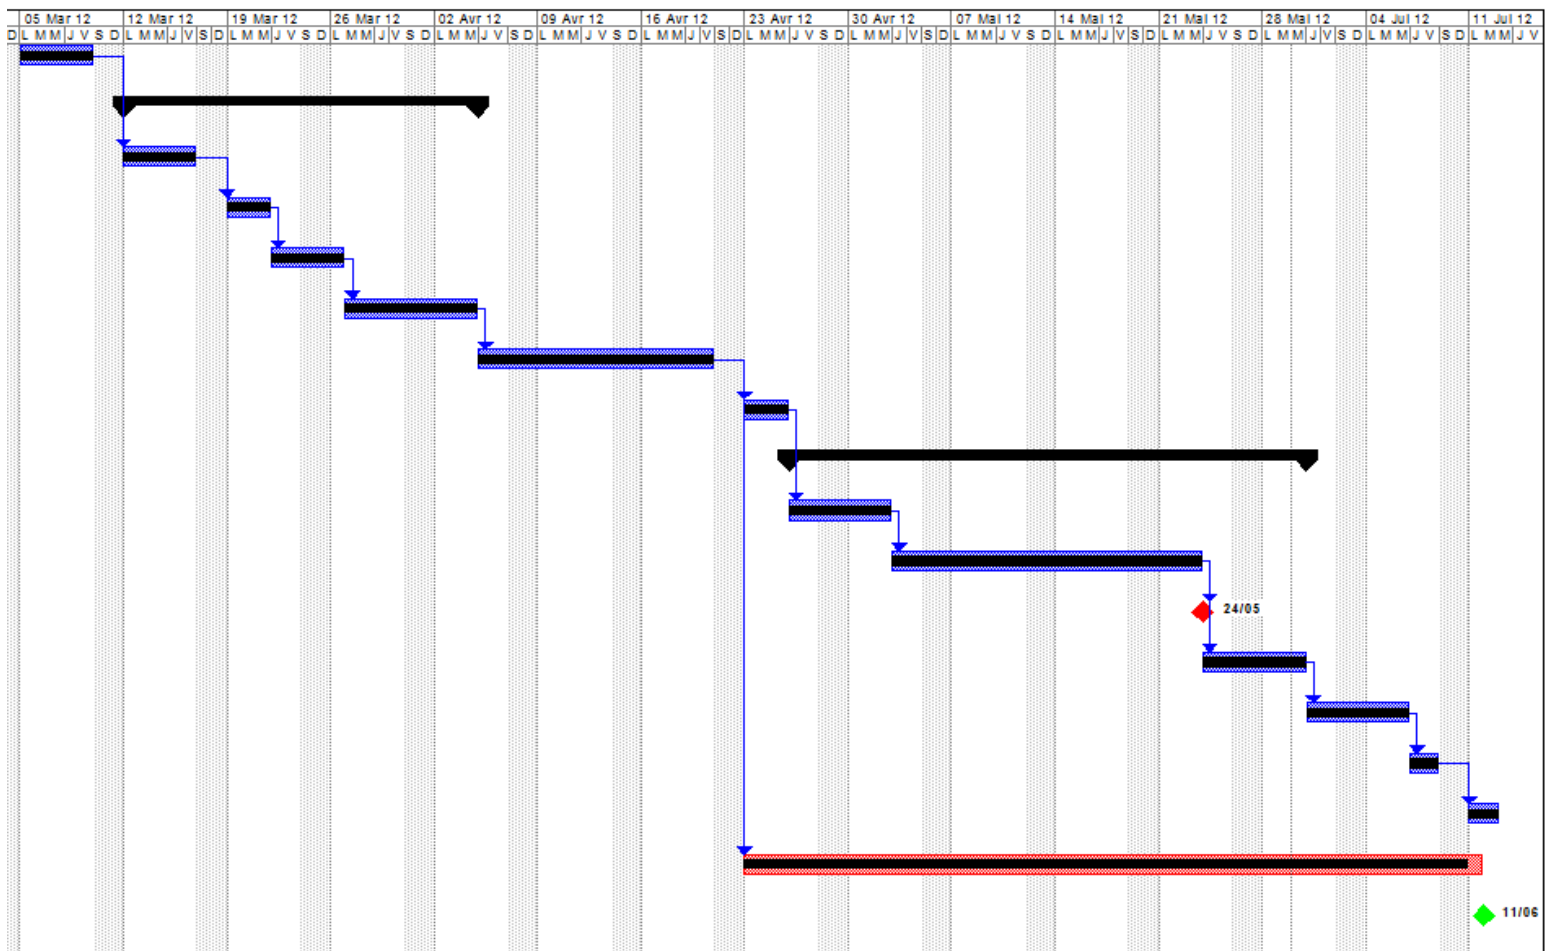 05 Mar 12 12 Mar 12 19 Mar 12 26 Mar 12 02 Avr 12 09 Avr 12 16 Avr 12 23 Avr 12 30 Avr 12 07 Mai 12 14 Mai 12 21 Mai 12 28 Mai 12 04 Jul 12 11 Jul 12
D L M M J V S D L M M J V S D L M M J V S D L M M J V S D L M M J V S D L M M J V S D L M M J V S D L M M J V S D L M M J V S D L M M J V S D L M M J V S D L M M J V S D L M M J V S D L M M J V S D L M M J V
24/05
11/06